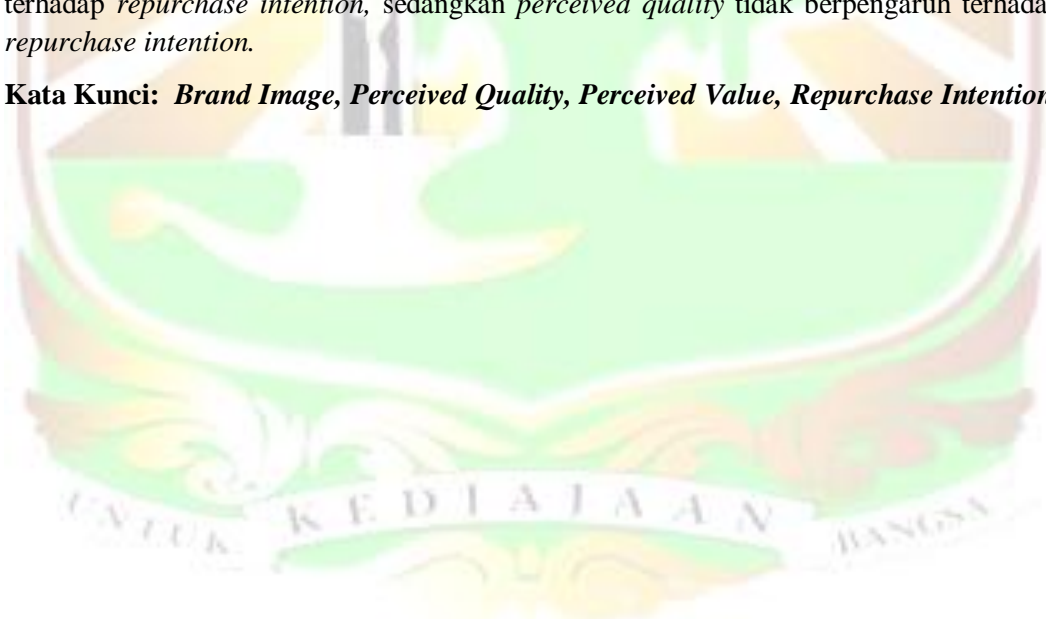 terhadap repurchase intention, sedangkan perceived quality tidak berpengaruh terhada
repurchase intention.
Kata Kunci: Brand Image, Perceived Quality, Perceived Value, Repurchase Intention
UNTUK KEDJAJAAN BANGSA